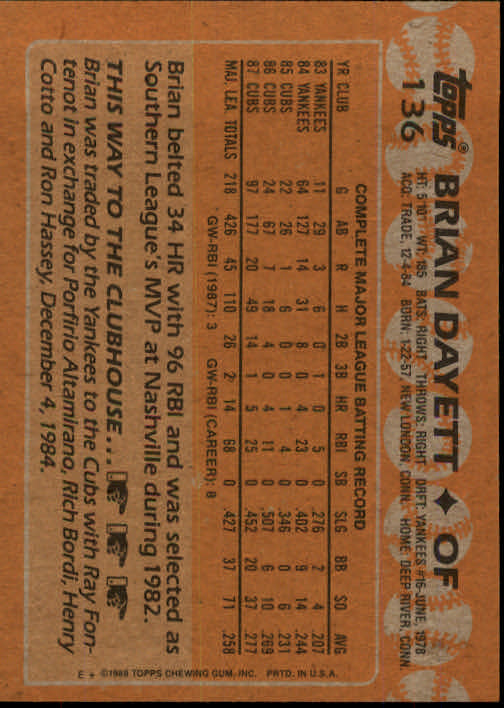 Topps®
136
BRIAN DAYETT ✦ OF
HT: 5'10" WT: 185 BATS: RIGHT THROWS: RIGHT DRFT: YANKEES #16-JUNE, 1978
ACQ: TRADE, 12-4-84 BORN: 1-22-57 NEW LONDON, CONN. HOME: DEEP RIVER, CONN.
COMPLETE MAJOR LEAGUE BATTING RECORD
YR CLUB G AB R H 2B 3B HR RBI SB SLG BB SO AVG
83 YANKEES 11 29 3 6 0 1 0 5 0 .276 2 4 .207
84 YANKEES 64 127 14 31 8 0 4 23 0 .402 9 14 .244
85 CUBS 22 26 1 6 0 0 1 4 0 .346 0 6 .231
86 CUBS 24 67 7 18 4 0 4 11 0 .507 6 10 .269
87 CUBS 97 177 20 49 14 1 5 25 0 .452 20 37 .277
MAJ. LEA. TOTALS 218 426 45 110 26 2 14 68 0 .427 37 71 .258
GW-RBI (1987): 3 GW-RBI (CAREER): 8
Brian belted 34 HR with 96 RBI and was selected as
Southern League's MVP at Nashville during 1982.
THIS WAY TO THE CLUBHOUSE...
Brian was traded by the Yankees to the Cubs with Ray Fon-
tenot in exchange for Porfirio Altamirano, Rich Bordi, Henry
Cotto and Ron Hassey, December 4, 1984.
E ✦ ©1988 TOPPS CHEWING GUM, INC. PRTD. IN U.S.A.